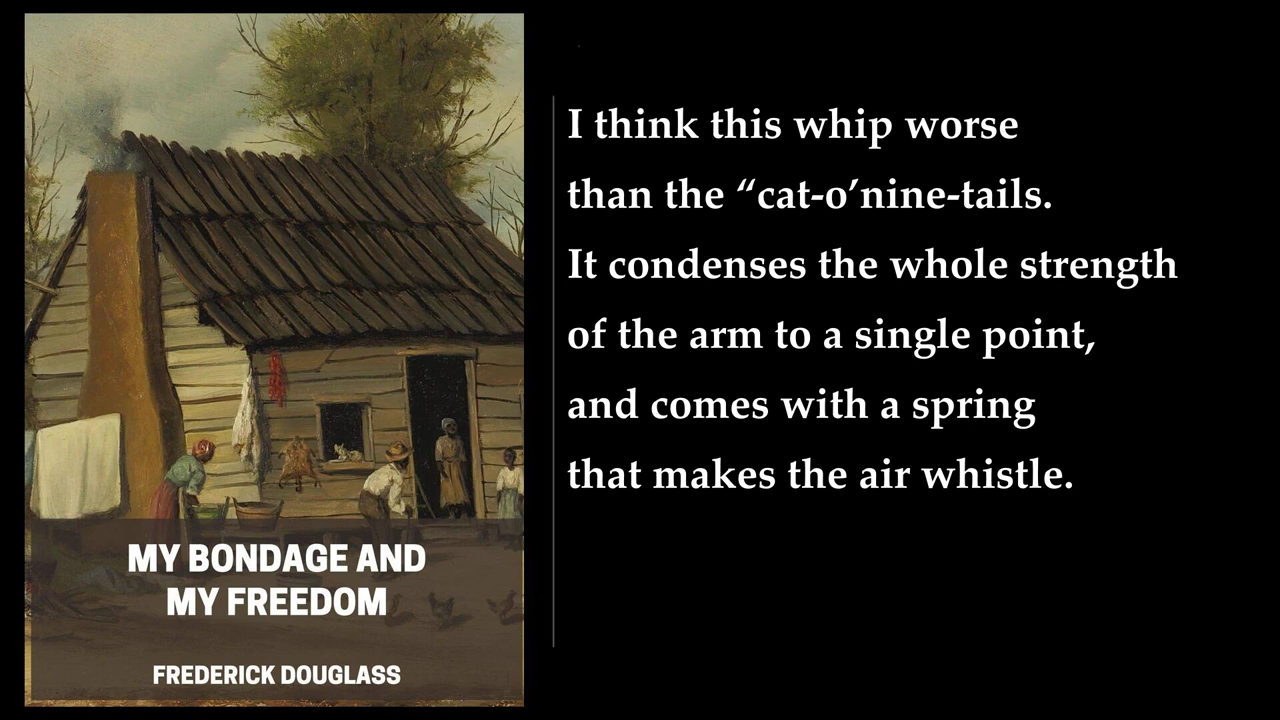 I think this whip worse
than the “cat-o’nine-tails.
It condenses the whole strength
of the arm to a single point,
and comes with a spring
that makes the air whistle.
MY BONDAGE AND
MY FREEDOM
FREDERICK DOUGLASS